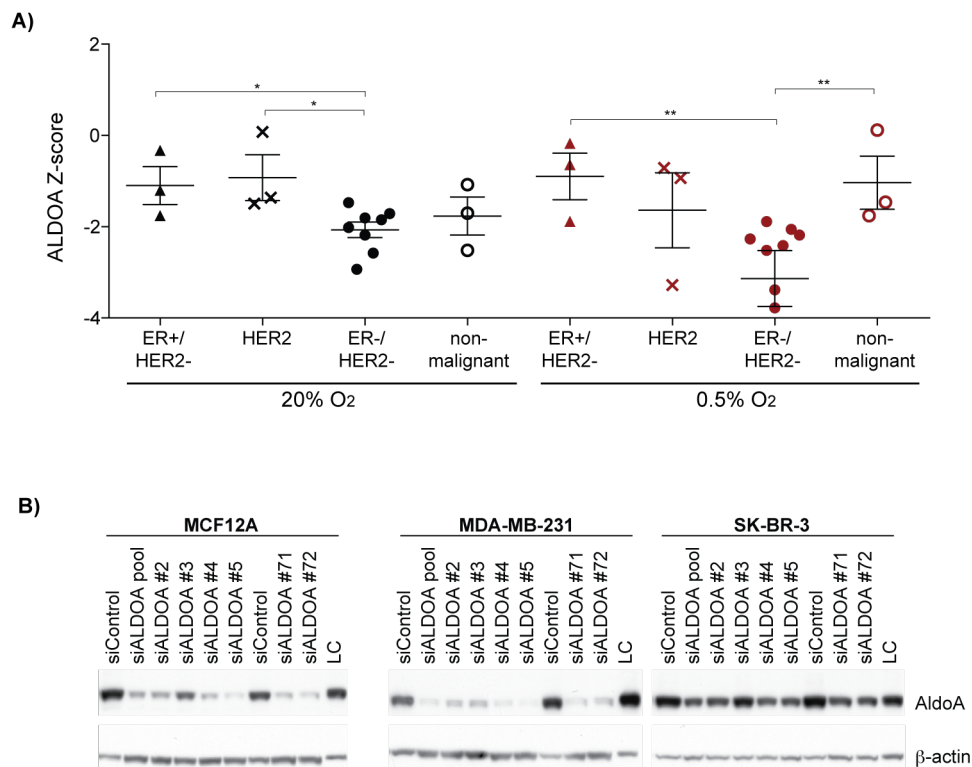 A)
ALDOA Z-score
2
0
-2
-4
* * ** **
ER+/ HER2 ER-/ non- ER+/ HER2 ER-/ non-
HER2- HER2- malignant HER2- HER2- malignant
20% O2 0.5% O2
B)
MCF12A MDA-MB-231 SK-BR-3
siControl
siALDOA pool
siALDOA #2
siALDOA #3
siALDOA #4
siALDOA #5
siControl
siALDOA #71
siALDOA #72
LC
siControl
siALDOA pool
siALDOA #2
siALDOA #3
siALDOA #4
siALDOA #5
siControl
siALDOA #71
siALDOA #72
LC
siControl
siALDOA pool
siALDOA #2
siALDOA #3
siALDOA #4
siALDOA #5
siControl
siALDOA #71
siALDOA #72
LC
AldoA
β-actin